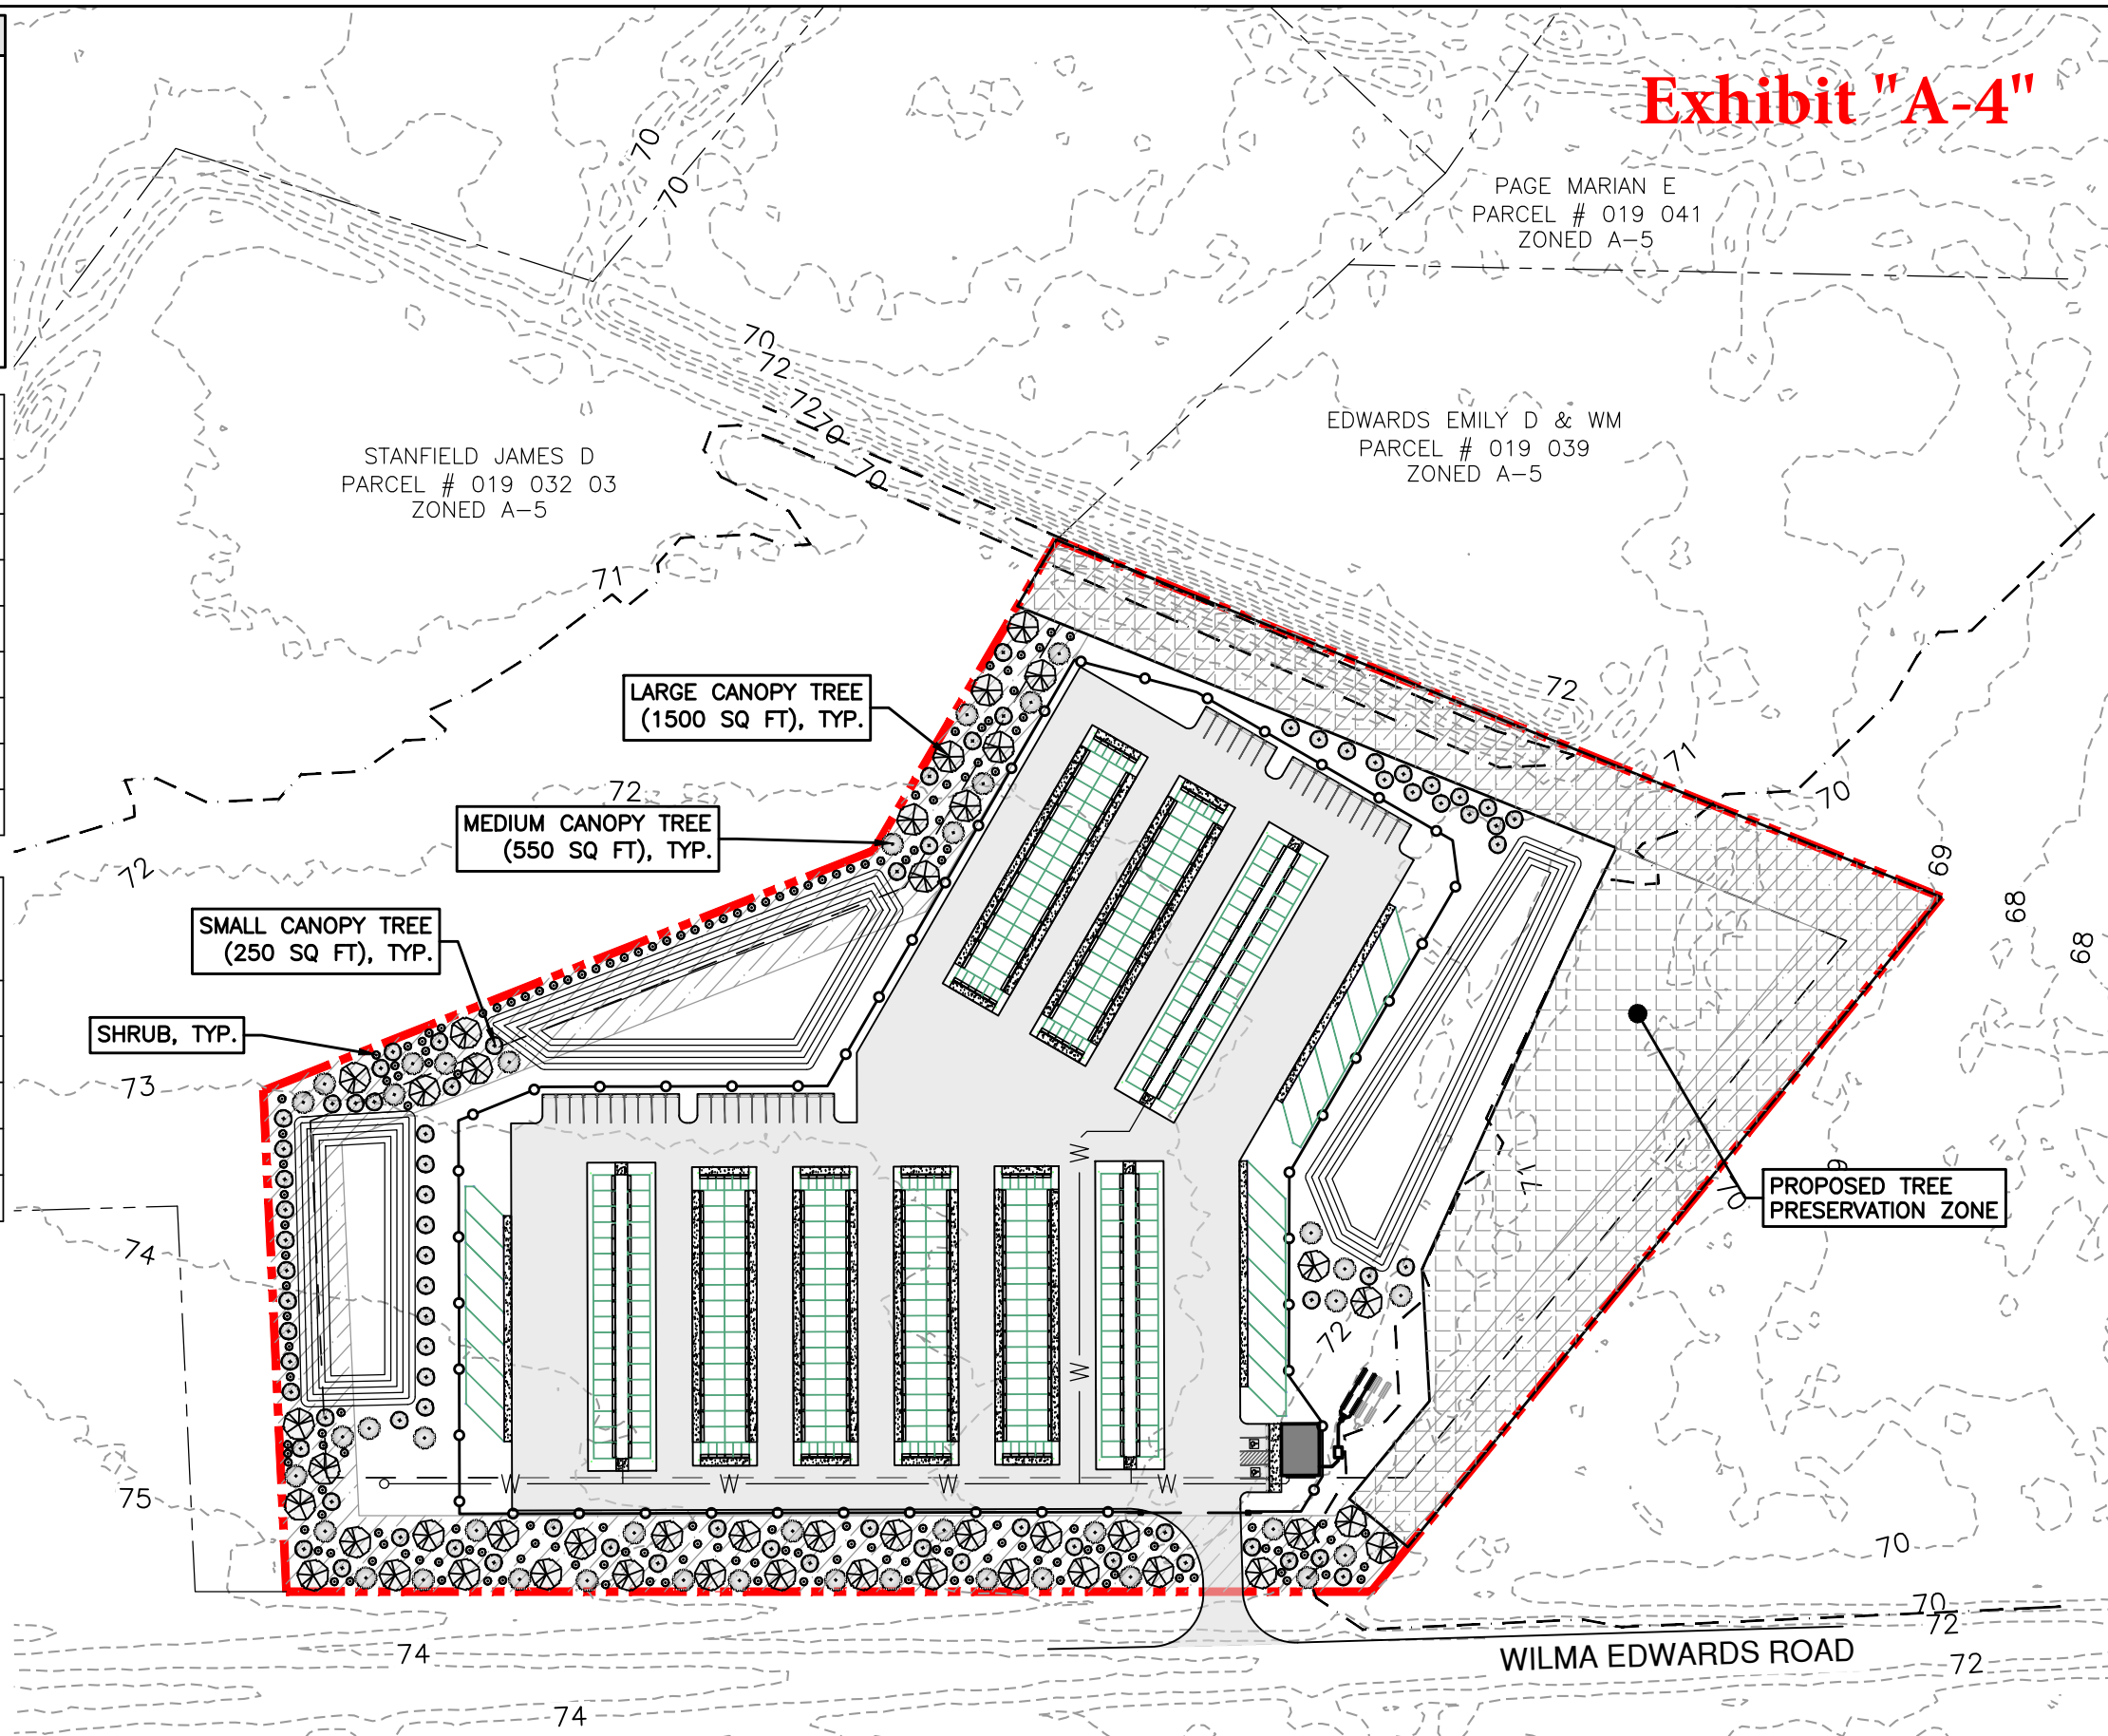 Exhibit "A-4"
70
70
PAGE MARIAN E
PARCEL # 019 041
ZONED A-5
70
72
72
70
70
EDWARDS EMILY D & WM
PARCEL # 019 039
ZONED A-5
STANFIELD JAMES D
PARCEL # 019 032 03
ZONED A-5
71
LARGE CANOPY TREE
(1500 SQ FT), TYP.
72
71
70
72
MEDIUM CANOPY TREE
(550 SQ FT), TYP.
72
69
68
68
SMALL CANOPY TREE
(250 SQ FT), TYP.
SHRUB, TYP.
73
W
71
PROPOSED TREE
PRESERVATION ZONE
74
72
W
75
W
W
W
W
70
70
72
WILMA EDWARDS ROAD
72
74
74